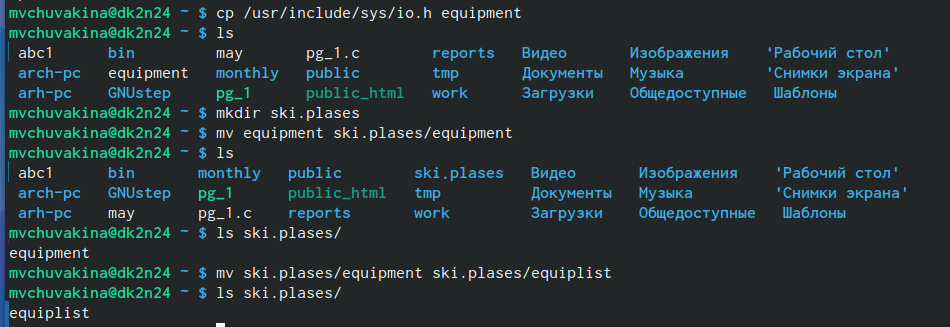 mvchuvakina@dk2n24 ~ $ cp /usr/include/sys/io.h equipment
mvchuvakina@dk2n24 ~ $ ls
abc1 bin may pg_1.c reports Видео Изображения 'Рабочий стол'
arch-pc equipment monthly public tmp Документы Музыка 'Снимки экрана'
arh-pc GNUstep pg_1 public_html work Загрузки Общедоступные Шаблоны
mvchuvakina@dk2n24 ~ $ mkdir ski.plases
mvchuvakina@dk2n24 ~ $ mv equipment ski.plases/equipment
mvchuvakina@dk2n24 ~ $ ls
abc1 bin monthly public ski.plases Видео Изображения 'Рабочий стол'
arch-pc GNUstep pg_1 public_html tmp Документы Музыка 'Снимки экрана'
arh-pc may pg_1.c reports work Загрузки Общедоступные Шаблоны
mvchuvakina@dk2n24 ~ $ ls ski.plases/
equipment
mvchuvakina@dk2n24 ~ $ mv ski.plases/equipment ski.plases/equiplist
mvchuvakina@dk2n24 ~ $ ls ski.plases/
equiplist